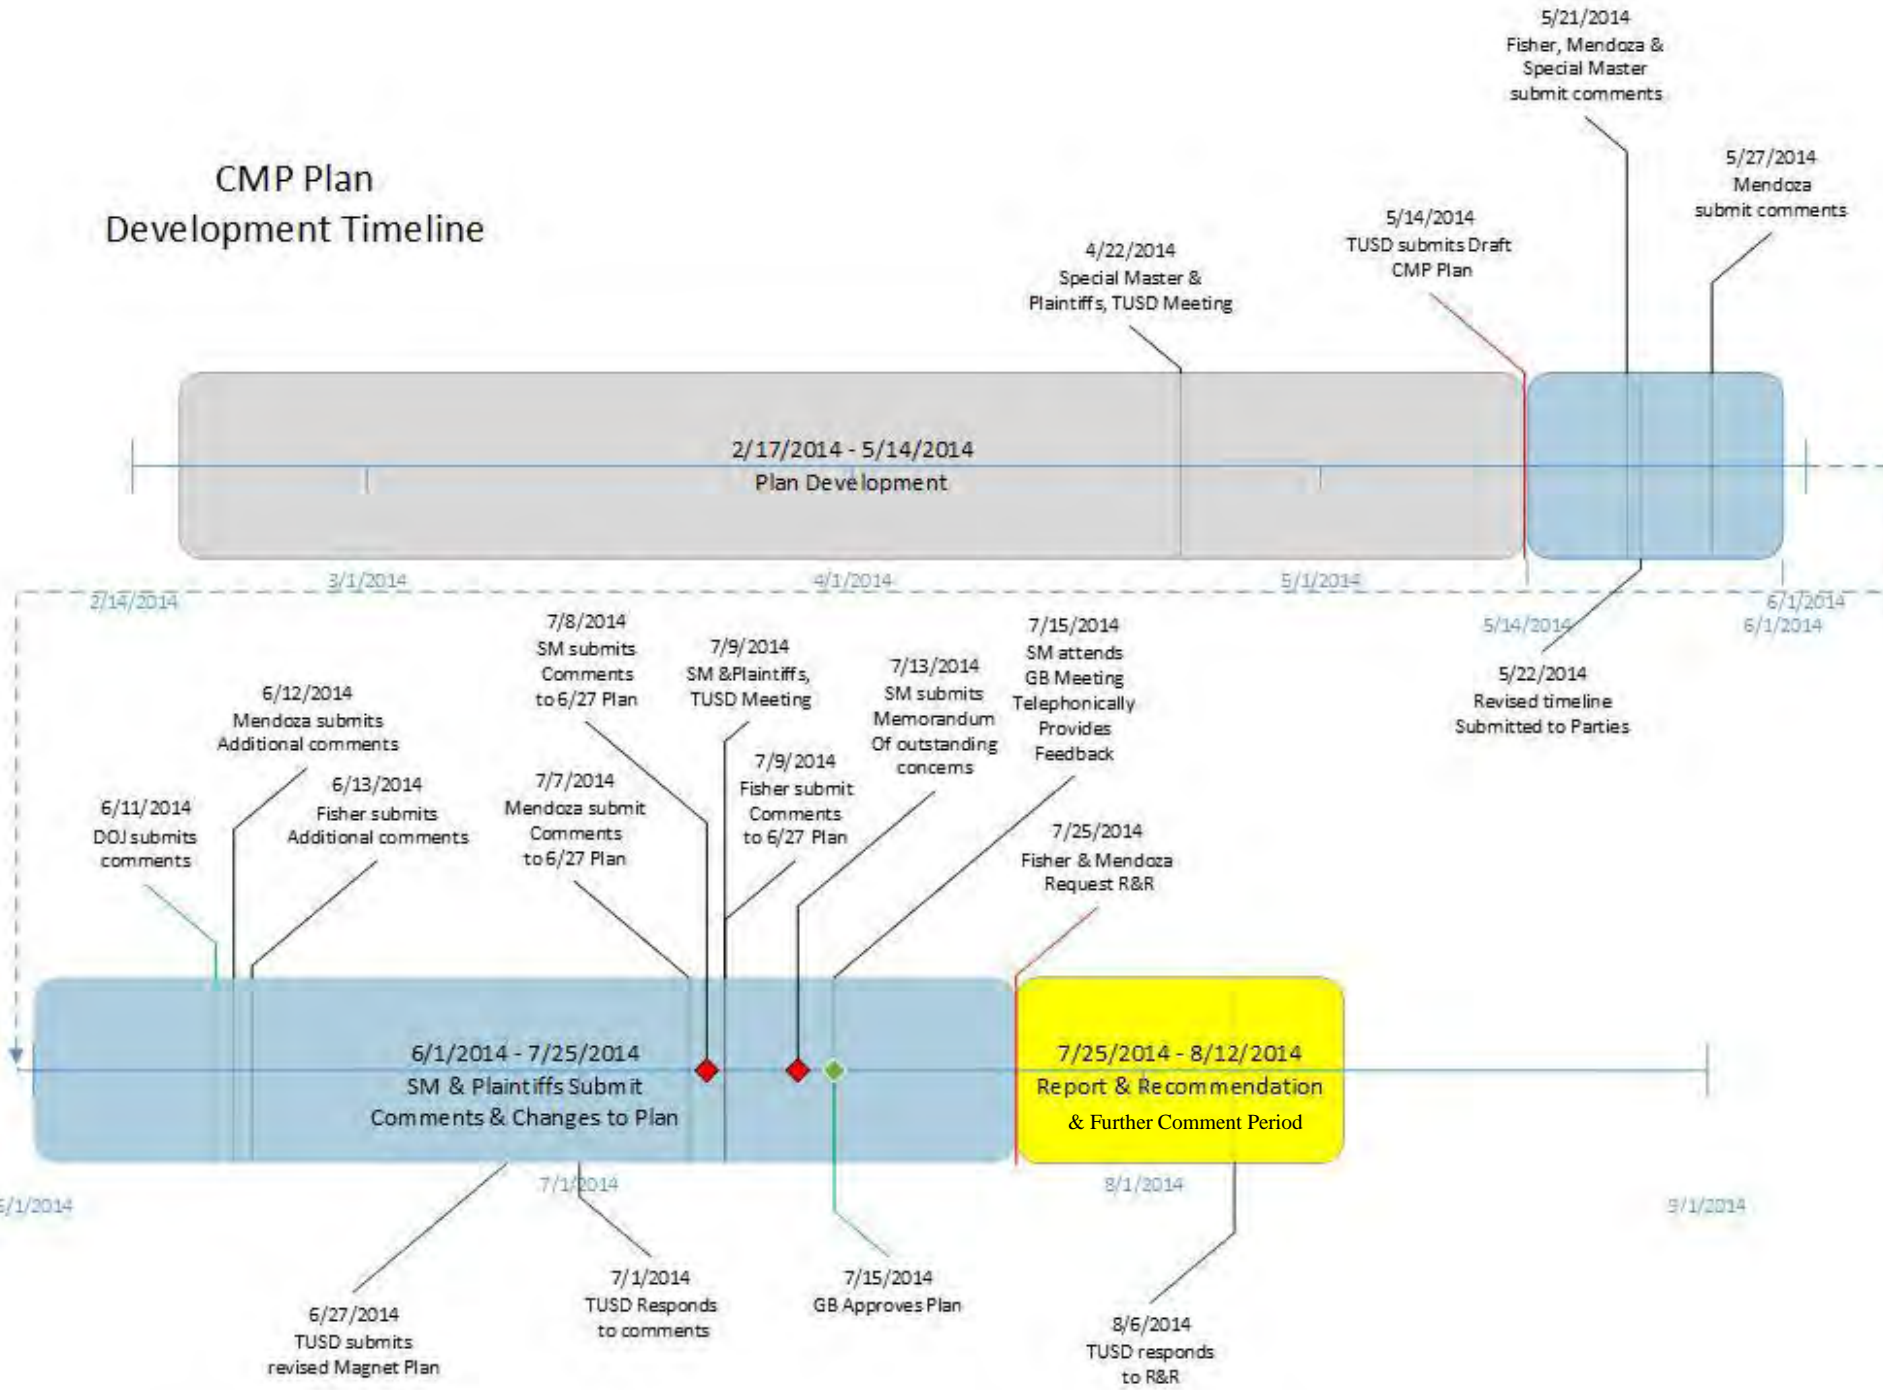 CMP Plan
Development Timeline
4/22/2014
Special Master &
Plaintiffs, TUSD Meeting
5/14/2014
TUSD submits Draft
CMP Plan
5/21/2014
Fisher, Mendoza &
Special Master
submit comments
5/27/2014
Mendoza
submit comments
2/17/2014 - 5/14/2014
Plan Development
2/14/2014
3/1/2014
4/1/2014
5/1/2014
5/14/2014
6/1/2014
6/1/2014
5/22/2014
Revised timeline
Submitted to Parties
6/11/2014
DOJ submits
comments
6/12/2014
Mendoza submits
Additional comments
6/13/2014
Fisher submits
Additional comments
7/7/2014
Mendoza submit
Comments
to 6/27 Plan
7/8/2014
SM submits
Comments
to 6/27 Plan
7/9/2014
SM &Plaintiffs,
TUSD Meeting
7/9/2014
Fisher submit
Comments
to 6/27 Plan
7/13/2014
SM submits
Memorandum
Of outstanding
concerns
7/15/2014
SM attends
GB Meeting
Telephonically
Provides
Feedback
7/25/2014
Fisher & Mendoza
Request R&R
6/1/2014 - 7/25/2014
SM & Plaintiffs Submit
Comments & Changes to Plan
7/25/2014 - 8/12/2014
Report & Recommendation
& Further Comment Period
6/1/2014
7/1/2014
8/1/2014
9/1/2014
6/27/2014
TUSD submits
revised Magnet Plan
7/1/2014
TUSD Responds
to comments
7/15/2014
GB Approves Plan
8/6/2014
TUSD responds
to R&R